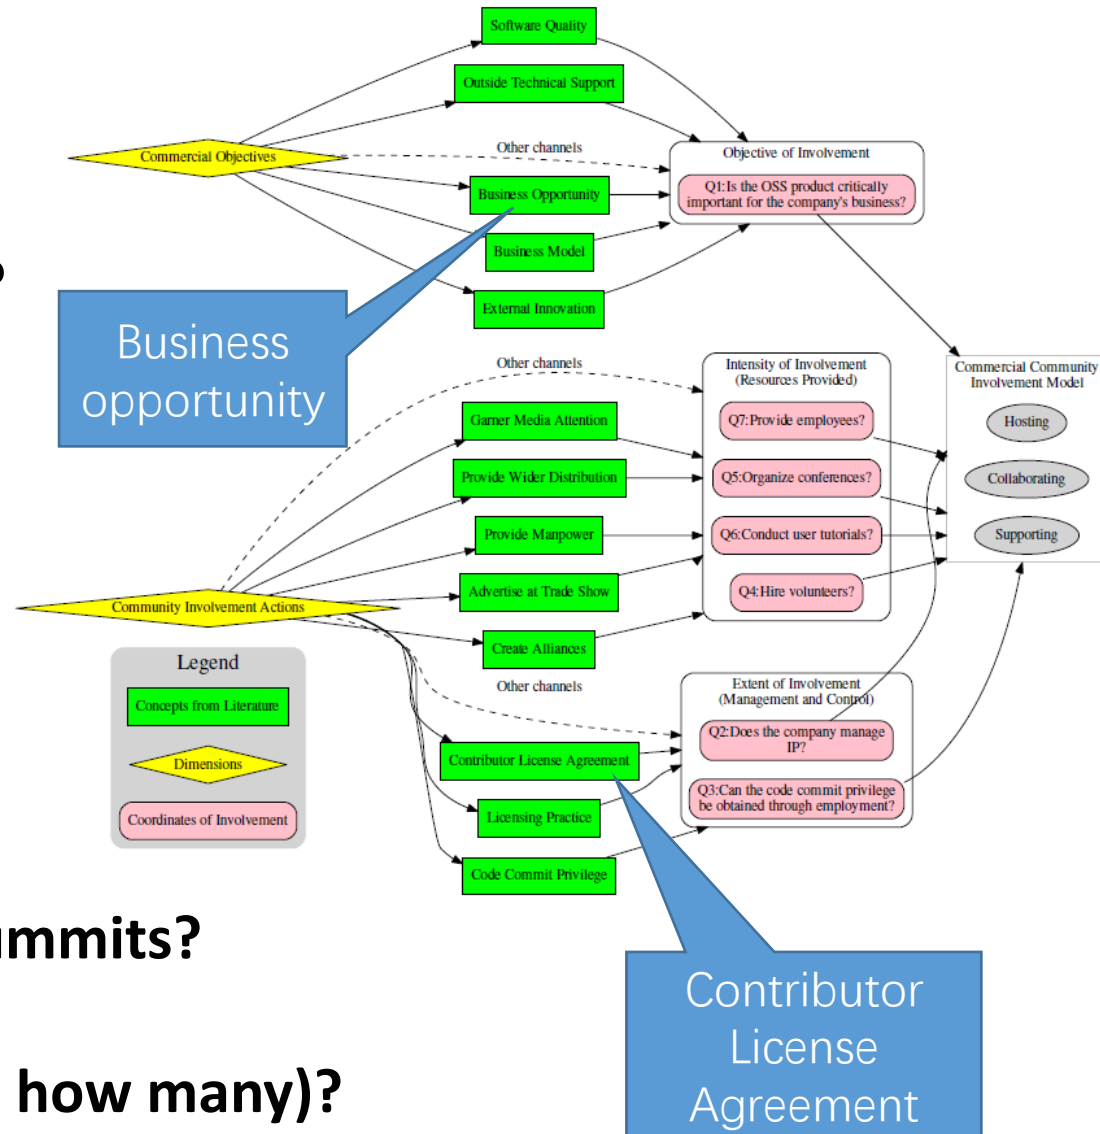 Software Quality
Outside Technical Support
Commercial Objectives
Other channels
Objective of Involvement
Q1:Is the OSS product critically
important for the company's business?
Business Opportunity
Business Model
External Innovation
Business
opportunity
Other channels
Intensity of Involvement
(Resources Provided)
Commercial Community
Involvement Model
Garner Media Attention
Q7:Provide employees?
Hosting
Provide Wider Distribution
Q5:Organize conferences?
Collaborating
Provide Manpower
Q6:Conduct user tutorials?
Supporting
Advertise at Trade Show
Q4:Hire volunteers?
Community Involvement Actions
Create Alliances
Legend
Concepts from Literature
Dimensions
Coordinates of Involvement
Other channels
Extent of Involvement
(Management and Control)
Q2:Does the company manage
IP?
Contributor License Agreement
Q3:Can the code commit privilege
be obtained through employment?
Licensing Practice
Code Commit Privilege
ummits?
Contributor
License
Agreement
how many)?